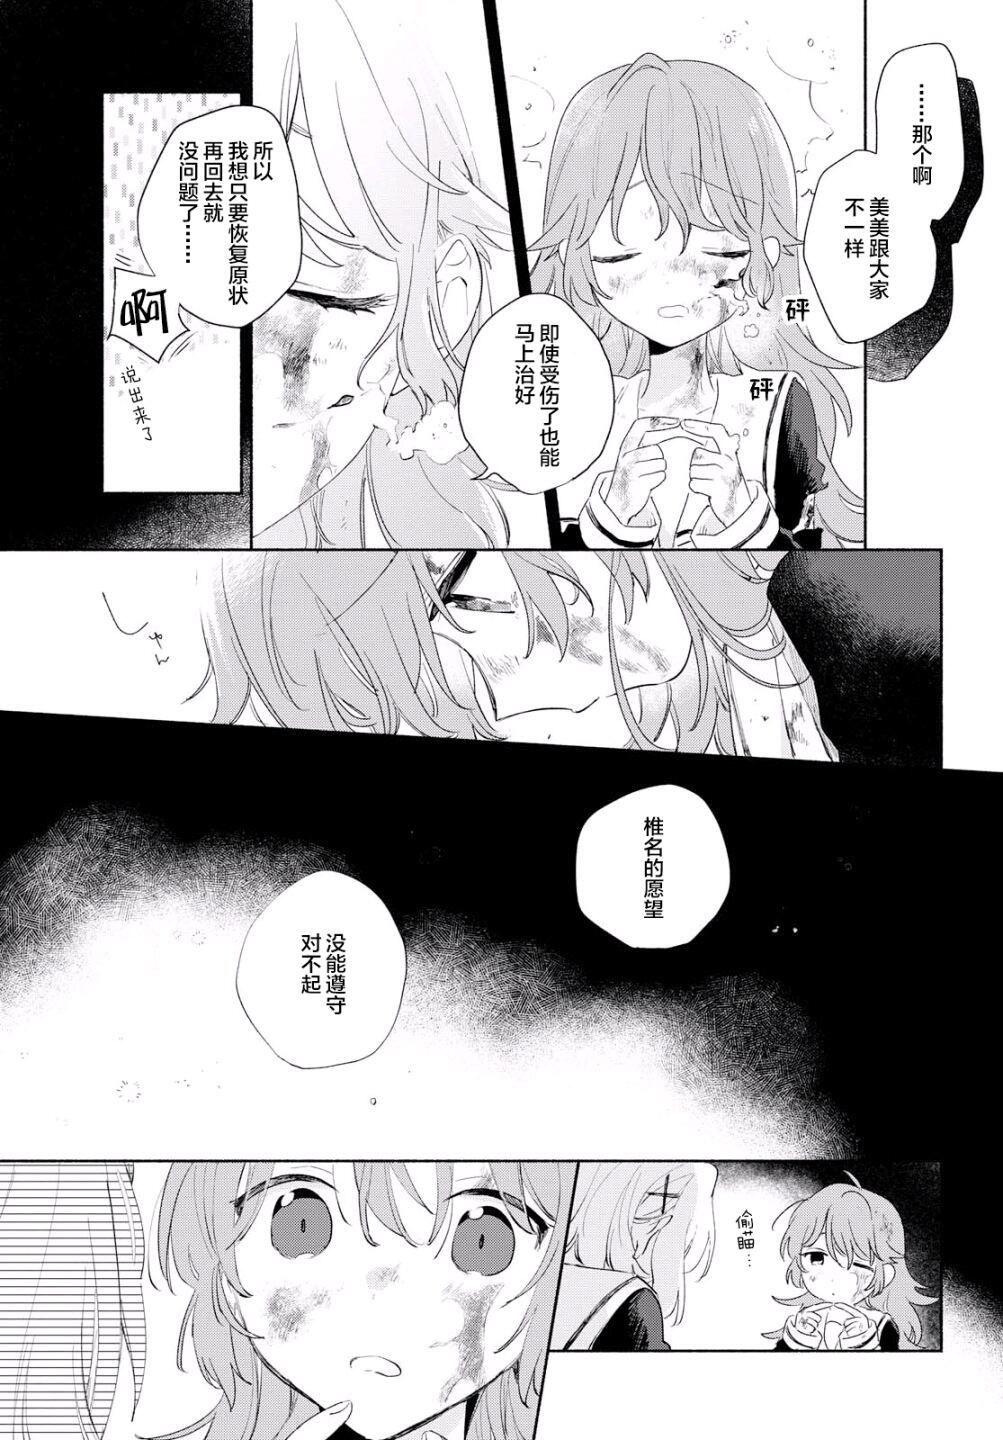 ……那个啊
美美跟大家
不一样
砰
砰
即使受伤了也能
马上治好
所以
我想只要恢复原状
再回去就
没问题了……
啊
说出来了
しゅん
椎名的愿望
没能遵守
对不起
偷瞄…